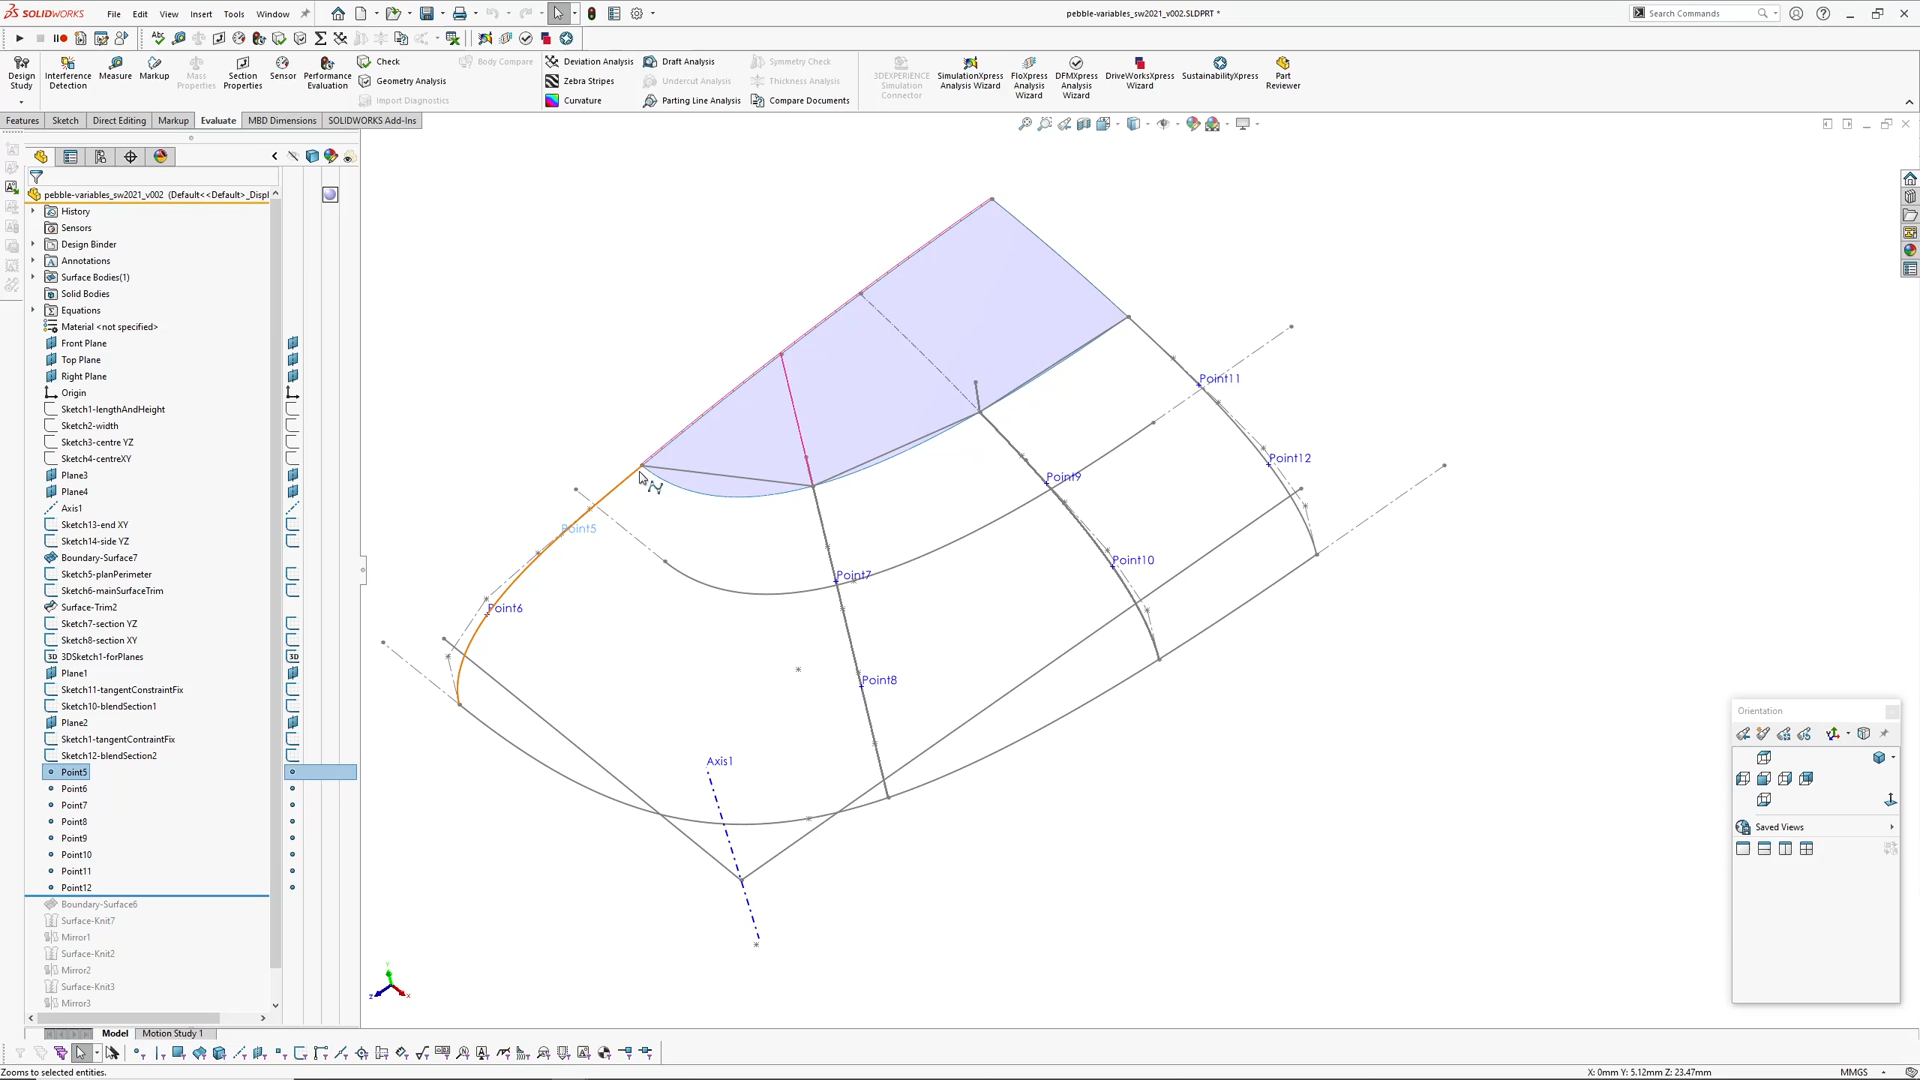 SOLIDWORKS File Edit View Insert Tools Window
pebble-variables_sw2021_v002.SLDPRT *
Search Commands
Design Study
Interference Detection
Measure
Markup
Mass Properties
Section Properties
Sensor
Performance Evaluation
Check
Geometry Analysis
Import Diagnostics
Body Compare
Deviation Analysis
Zebra Stripes
Curvature
Draft Analysis
Undercut Analysis
Parting Line Analysis
Symmetry Check
Thickness Analysis
Compare Documents
3DEXPERIENCE Simulation Connector
SimulationXpress Analysis Wizard
FloXpress Analysis Wizard
DFMXpress Analysis Wizard
DriveWorksXpress Wizard
SustainabilityXpress
Part Reviewer
Features Sketch Direct Editing Markup Evaluate MBD Dimensions SOLIDWORKS Add-Ins
pebble-variables_sw2021_v002 (Default<<Default>_Displ
History
Sensors
Design Binder
Annotations
Surface Bodies(1)
Solid Bodies
Equations
Material <not specified>
Front Plane
Top Plane
Right Plane
Origin
Sketch1-lengthAndHeight
Sketch2-width
Sketch3-centre YZ
Sketch4-centreXY
Plane3
Plane4
Axis1
Sketch13-end XY
Sketch14-side YZ
Boundary-Surface7
Sketch5-planPerimeter
Sketch6-mainSurfaceTrim
Surface-Trim2
Sketch7-section YZ
Sketch8-section XY
3D 3DSketch1-forPlanes 3D
Plane1
Sketch11-tangentConstraintFix
Sketch10-blendSection1
Plane2
Sketch1-tangentConstraintFix
Sketch12-blendSection2
Point5
Point6
Point7
Point8
Point9
Point10
Point11
Point12
Boundary-Surface6
Surface-Knit7
Mirror1
Surface-Knit2
Mirror2
Surface-Knit3
Mirror3
Point11
Point12
Point9
Point5
Point10
Point7
Point6
Point8
Axis1
Y
Z
X
Orientation
Saved Views
Model Motion Study 1
Zooms to selected entities.
X: 0mm Y: 5.12mm Z: 23.47mm
MMGS